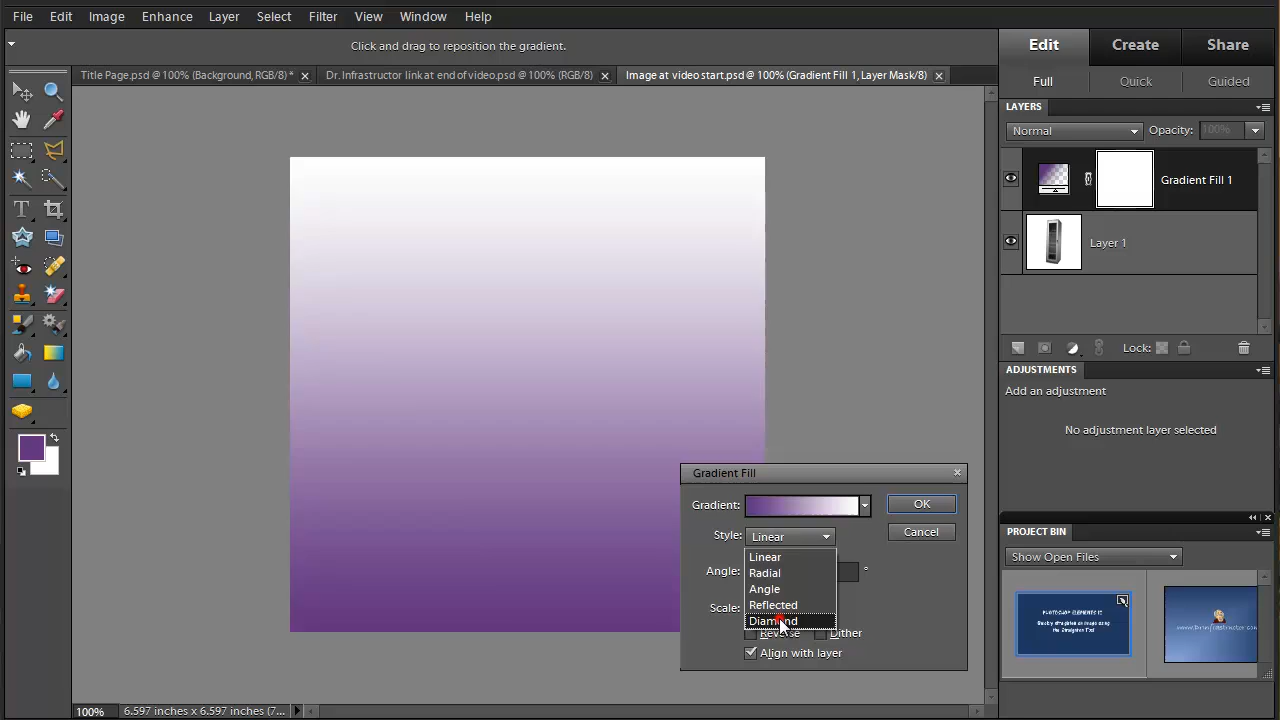 File Edit Image Enhance Layer Select Filter View Window Help
Click and drag to reposition the gradient.
Edit Create Share
Title Page.psd @ 100% (Background, RGB/8) *
Dr. Infrastructor link at end of video.psd @ 100% (RGB/8)
Image at video start.psd @ 100% (Gradient Fill 1, Layer Mask/8)
Full Quick Guided
LAYERS
Normal Opacity: 100%
Gradient Fill 1
Layer 1
Lock:
ADJUSTMENTS
Add an adjustment
No adjustment layer selected
Gradient Fill
Gradient: OK
Style: Linear Cancel
Linear
Radial
Angle
Reflected
Diamond
Angle: °
Scale:
Reverse Dither
Align with layer
PROJECT BIN
Show Open Files
PHOTOSHOP ELEMENTS 10
100% 6.597 inches x 6.597 inches (7...